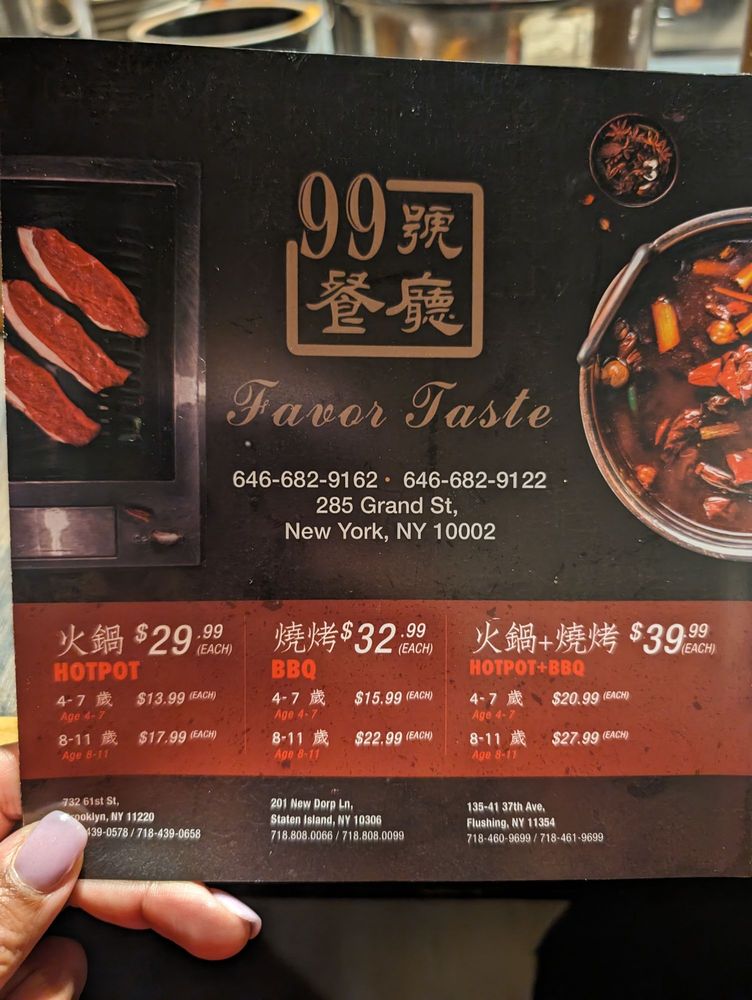 99號
餐廳
Favor Taste
646-682-9162 • 646-682-9122
285 Grand St,
New York, NY 10002
火鍋 $29.99 (EACH)
HOTPOT
4-7 歲 $13.99 (EACH)
Age 4-7
8-11 歲 $17.99 (EACH)
Age 8-11
燒烤 $32.99 (EACH)
BBQ
4-7 歲 $15.99 (EACH)
Age 4-7
8-11 歲 $22.99 (EACH)
Age 8-11
火鍋+燒烤 $39.99 (EACH)
HOTPOT+BBQ
4-7 歲 $20.99 (EACH)
Age 4-7
8-11 歲 $27.99 (EACH)
Age 8-11
732 61st St,
rooklyn, NY 11220
439-0578 / 718-439-0658
201 New Dorp Ln,
Staten Island, NY 10306
718.808.0066 / 718.808.0099
135-41 37th Ave,
Flushing, NY 11354
718-460-9699 / 718-461-9699